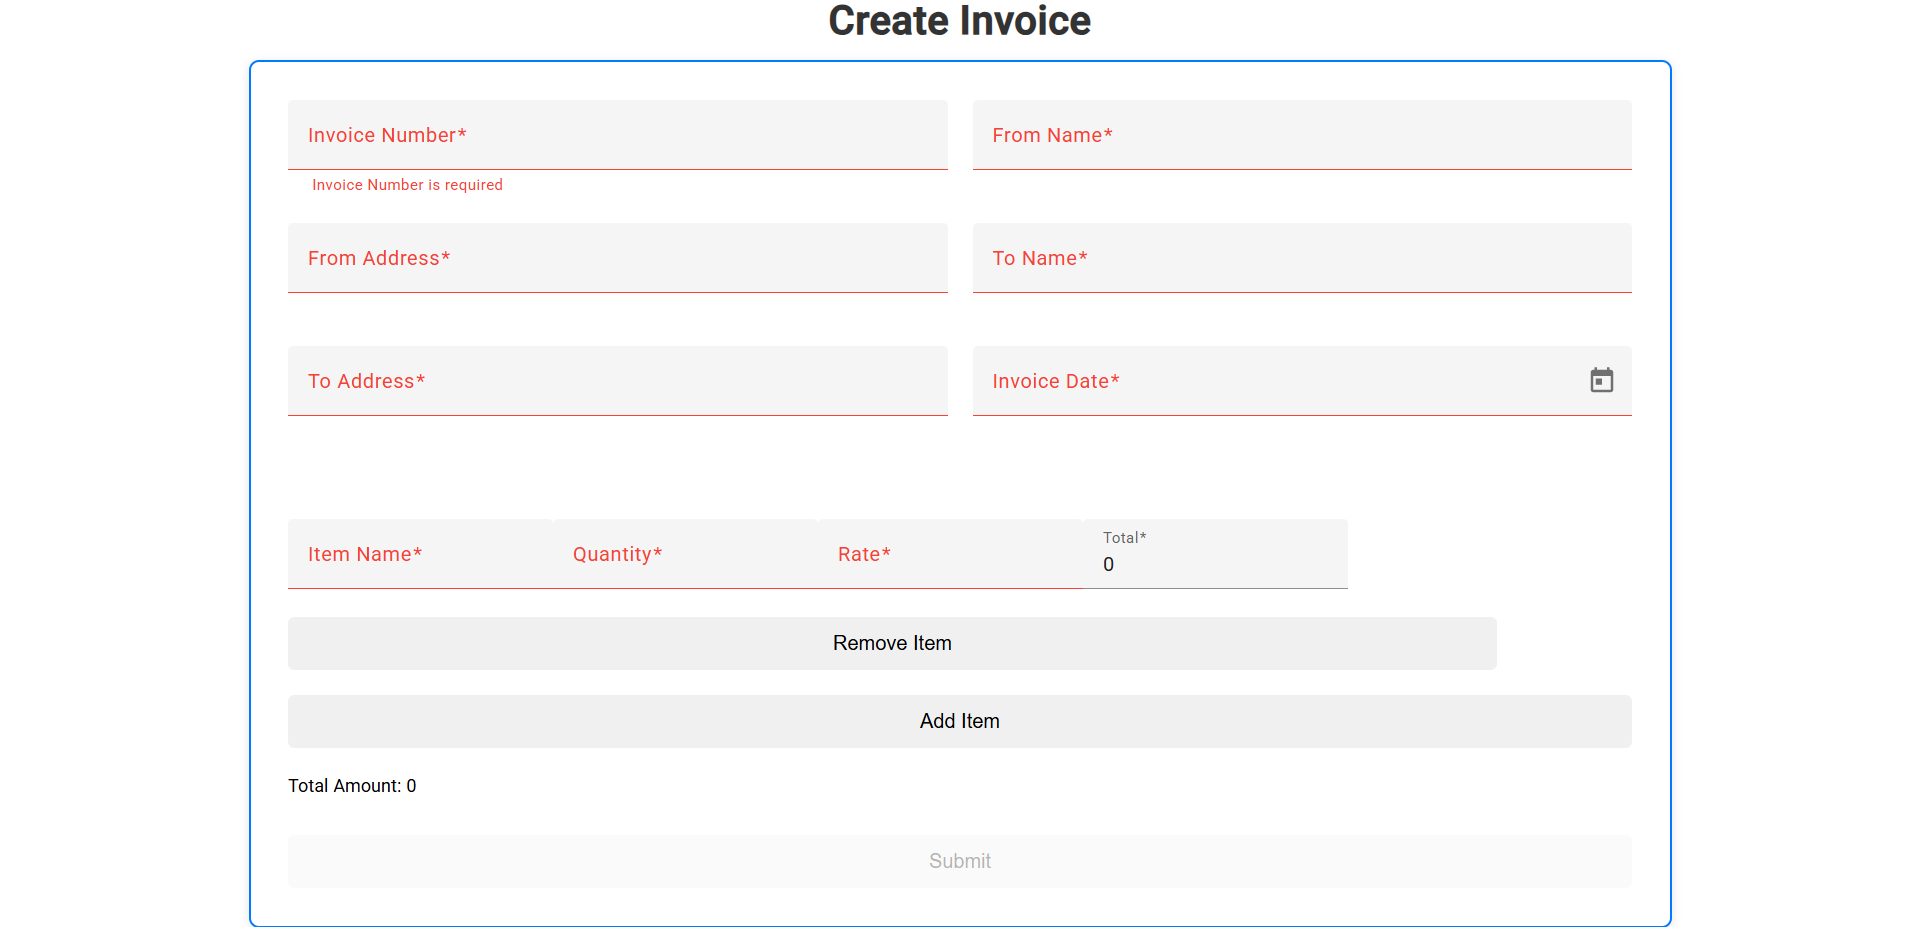 Create Invoice
Invoice Number* From Name*
Invoice Number is required
From Address* To Name*
To Address* Invoice Date*
Item Name* Quantity* Rate* Total*
0
Remove Item
Add Item
Total Amount: 0
Submit